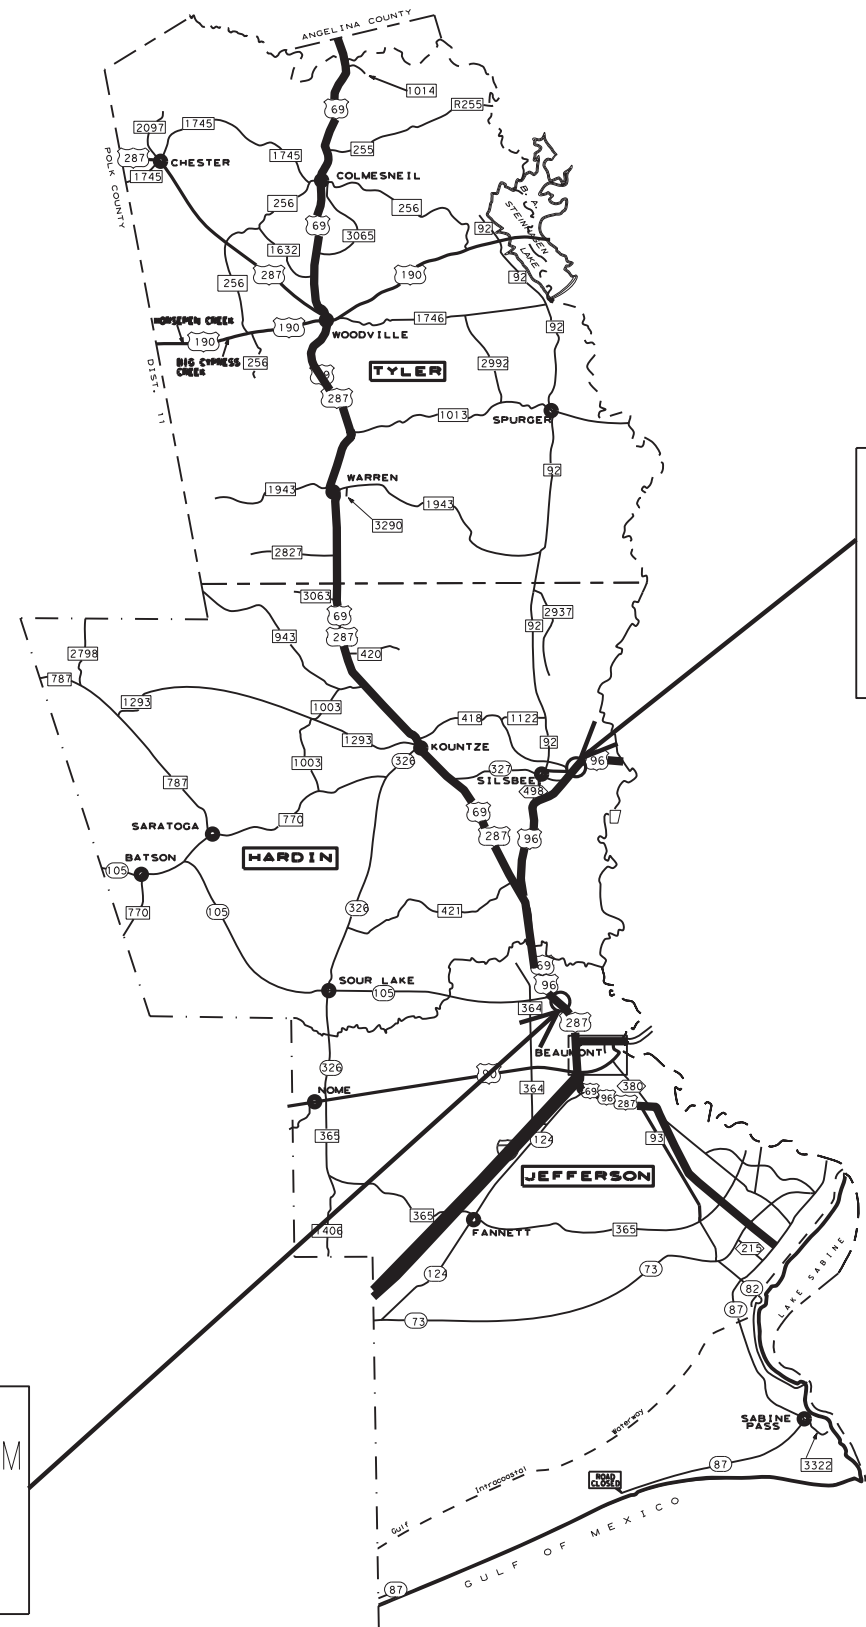 ANGELINA COUNTY
1014
69
R255
2097
1745
255
287
CHESTER
1745
1745
COLMESNEIL
POLK COUNTY
256
256
B. A.
STEINHAGEN
LAKE
69
3065
92
1632
287
190
92
256
HORSEPEN CREEK
190
1746
92
190
WOODVILLE
BIG CYPRESS
CREEK
256
2992
TYLER
DIST. 11
287
1013
SPURGER
92
WARREN
1943
1943
3290
2827
3063
69
2937
943
287
92
2798
420
787
1293
1003
418
1122
1293
KOUNTZE
92
1003
326
327
96
SILSBEE
787
498
770
69
SARATOGA
287
96
BATSON
HARDIN
105
770
105
326
421
69
SOUR LAKE
96
105
364
287
BEAUMONT
326
90
NOME
364
69
96
380
287
365
124
93
JEFFERSON
365
1406
FANNETT
365
215
124
73
LAKE SABINE
82
87
73
SABINE
PASS
Waterway
87
3322
ROAD
CLOSED
Intracoastal
Gulf
GULF OF MEXICO
87
M